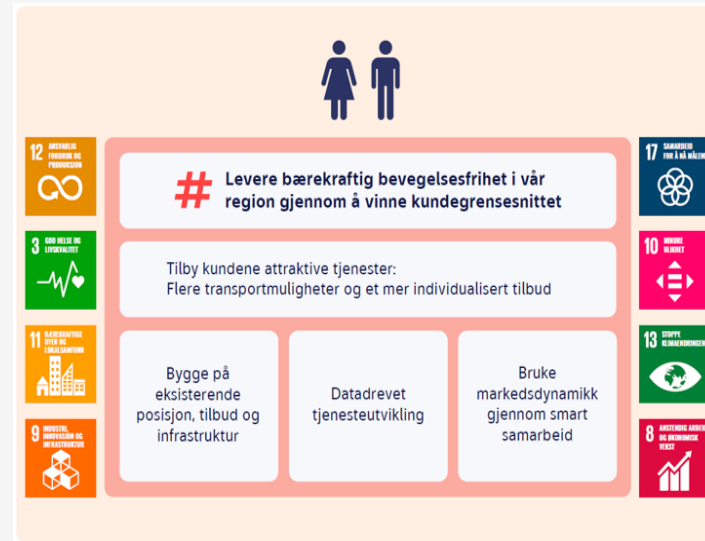 12 ANSVARLIG
FORBRUK OG
PRODUKSJON
3 GOD HELSE OG
LIVSKVALITET
11 BÆREKRAFTIGE
BYER OG
LOKALSAMFUNN
9 INDUSTRI,
INNOVASJON OG
INFRASTRUKTUR
# Levere bærekraftig bevegelsesfrihet i vår
region gjennom å vinne kundegrensesnittet
Tilby kundene attraktive tjenester:
Flere transportmuligheter og et mer individualisert tilbud
Bygge på
eksisterende
posisjon, tilbud og
infrastruktur
Datadrevet
tjenesteutvikling
Bruke
markedsdynamikk
gjennom smart
samarbeid
17 SAMARBEID
FOR Å NÅ MÅLENE
10 MINDRE
ULIKHET
13 STOPPE
KLIMAENDRINGENE
8 ANSTENDIG ARBEID
OG ØKONOMISK
VEKST